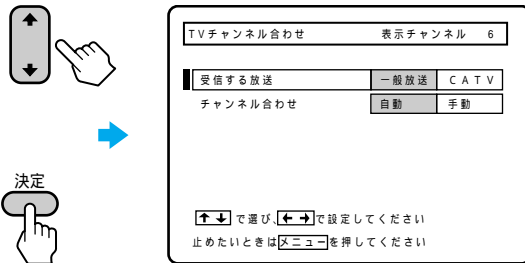 決定
TVチャンネル合わせ 表示チャンネル 6
受信する放送 一般放送 CATV
チャンネル合わせ 自動 手動
↑↓で選び、←→で設定してください
止めたいときはメニューを押してください